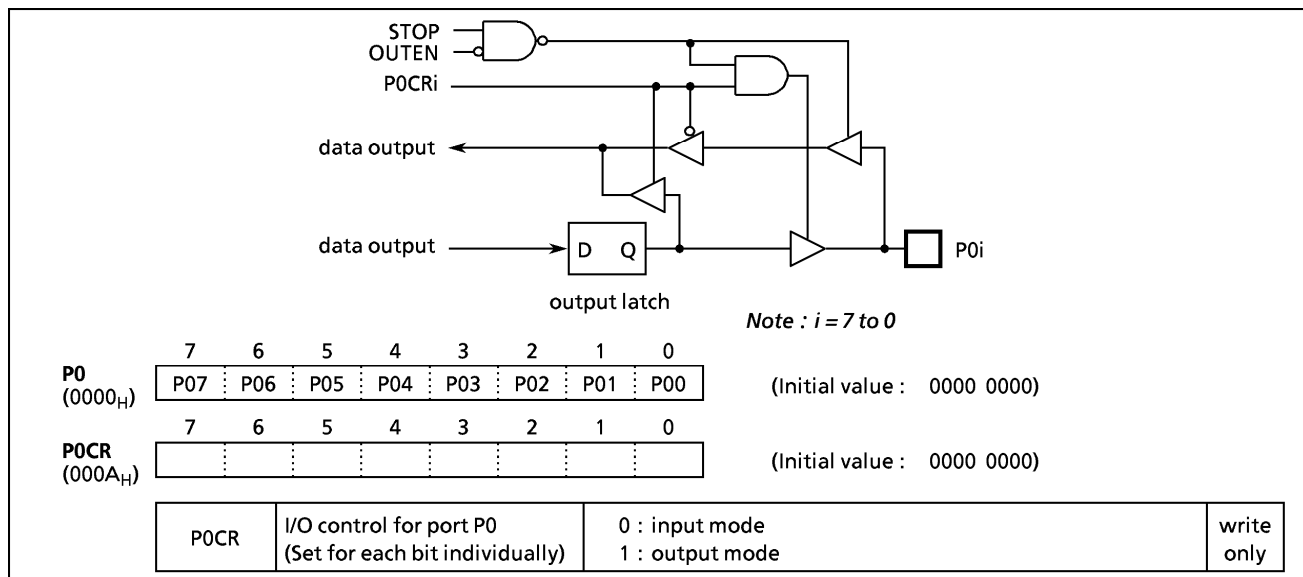 STOP
OUTEN
P0CRi
data output
data output
D Q
P0i
output latch
Note : i = 7 to 0
7 6 5 4 3 2 1 0
P0 P07 P06 P05 P04 P03 P02 P01 P00 (Initial value : 0000 0000)
(0000H)
7 6 5 4 3 2 1 0
P0CR (Initial value : 0000 0000)
(000AH)
P0CR I/O control for port P0 0 : input mode write
(Set for each bit individually) 1 : output mode only